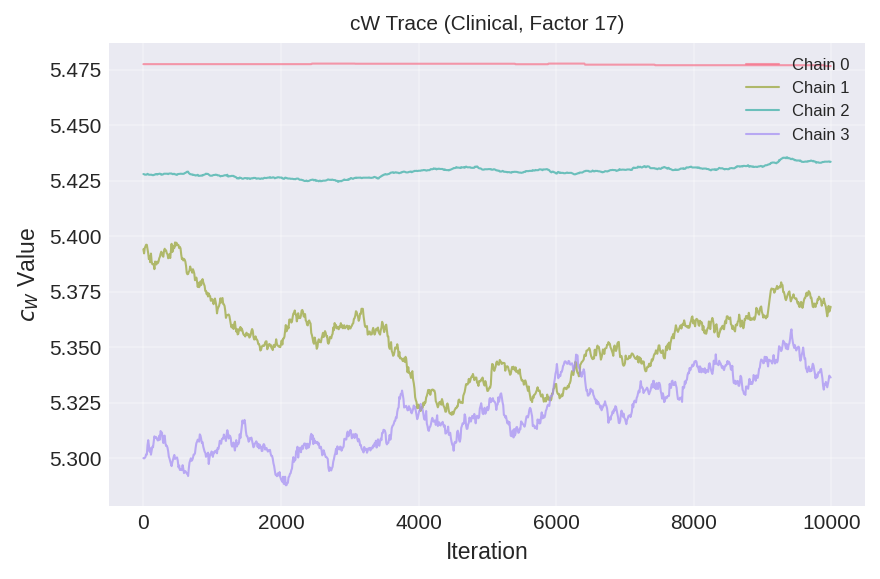 cW Trace (Clinical, Factor 17)
5.475
5.450
5.425
5.400
5.375
5.350
5.325
5.300
cW Value
0 2000 4000 6000 8000 10000
Iteration
Chain 0
Chain 1
Chain 2
Chain 3